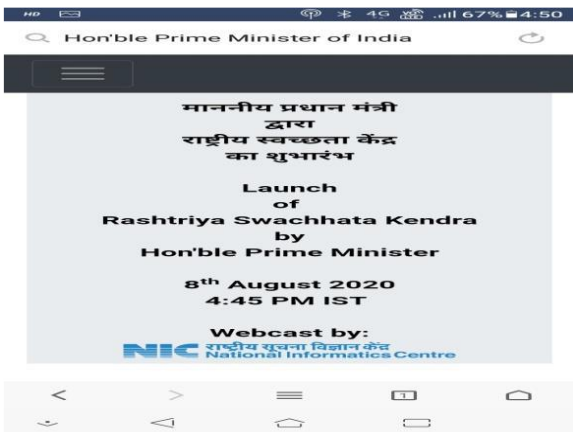 HD 4G 67% 4:50
Hon'ble Prime Minister of India
माननीय प्रधान मंत्री
द्वारा
राष्ट्रीय स्वच्छता केंद्र
का शुभारंभ
Launch
of
Rashtriya Swachhata Kendra
by
Hon'ble Prime Minister
8th August 2020
4:45 PM IST
Webcast by:
NIC राष्ट्रीय सूचना विज्ञान केंद्र
National Informatics Centre
1